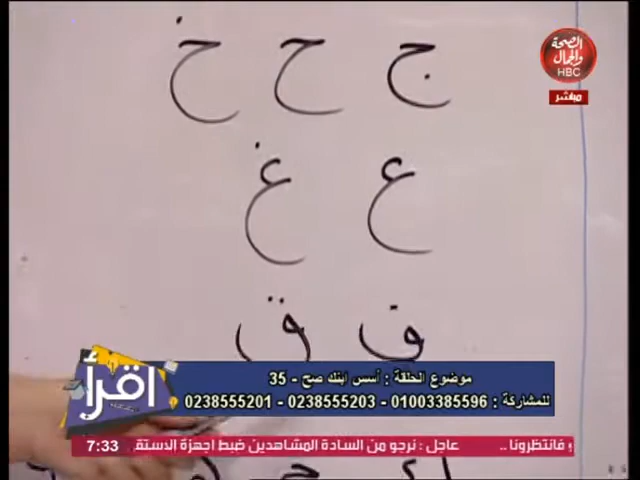 ج ح خ
الصحة
والجمال
HBC
مباشر
ع غ
ف ق
اقرأ
موضوع الحلقة : أسس ابنك صح - 35
للمشاركة : 01003385596 - 0238555203 - 0238555201
و فانتظرونا .. عاجل : نرجو من السادة المشاهدين ضبط اجهزة الاستق
7:33